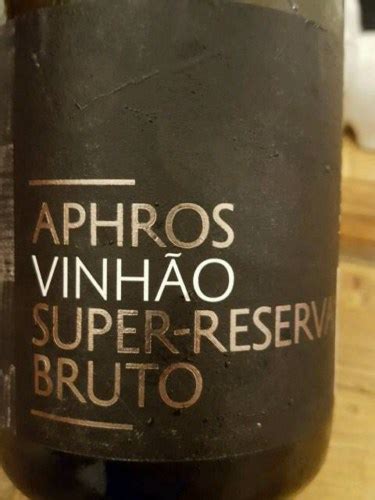 APHROS
VINHÃO
SUPER-RESERVA
BRUTO